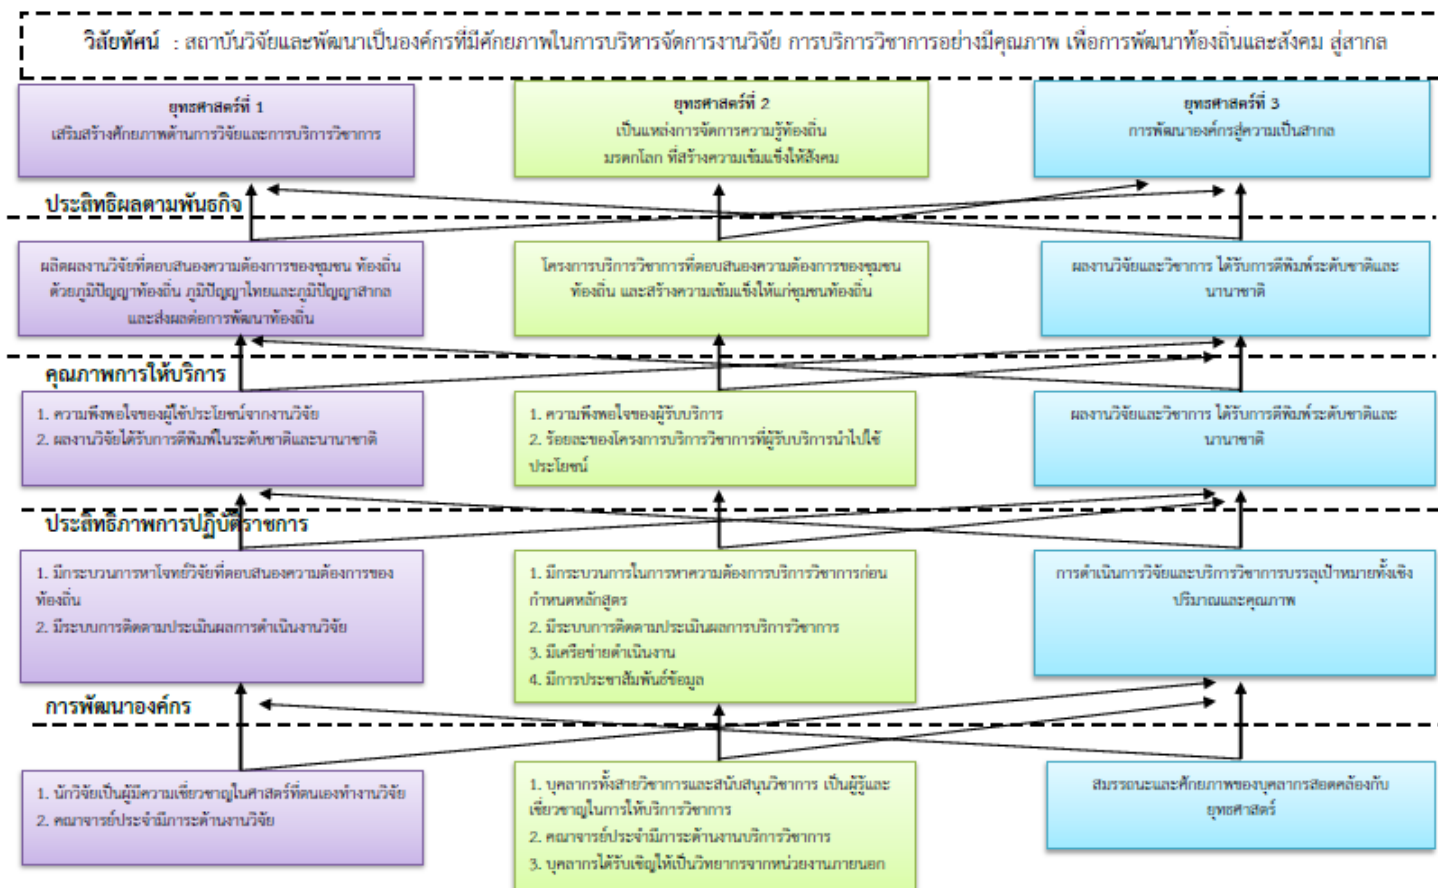 วิสัยทัศน์ : สถาบันวิจัยและพัฒนาเป็นองค์กรที่มีศักยภาพในการบริหารจัดการงานวิจัย การบริการวิชาการอย่างมีคุณภาพ เพื่อการพัฒนาท้องถิ่นและสังคม สู่สากล
ยุทธศาสตร์ที่ 1
เสริมสร้างศักยภาพด้านการวิจัยและการบริการวิชาการ
ยุทธศาสตร์ที่ 2
เป็นแหล่งการจัดการความรู้ท้องถิ่น
มรดกโลก ที่สร้างความเข้มแข็งให้สังคม
ยุทธศาสตร์ที่ 3
การพัฒนาองค์กรสู่ความเป็นสากล
ประสิทธิผลตามพันธกิจ
ผลิตผลงานวิจัยที่ตอบสนองความต้องการของชุมชน ท้องถิ่น
ด้วยภูมิปัญญาท้องถิ่น ภูมิปัญญาไทยและภูมิปัญญาสากล
และส่งผลต่อการพัฒนาท้องถิ่น
โครงการบริการวิชาการที่ตอบสนองความต้องการของชุมชน
ท้องถิ่น และสร้างความเข้มแข็งให้แก่ชุมชนท้องถิ่น
ผลงานวิจัยและวิชาการ ได้รับการตีพิมพ์ระดับชาติและ
นานาชาติ
คุณภาพการให้บริการ
1. ความพึงพอใจของผู้ใช้ประโยชน์จากงานวิจัย
2. ผลงานวิจัยได้รับการตีพิมพ์ในระดับชาติและนานาชาติ
1. ความพึงพอใจของผู้รับบริการ
2. ร้อยละของโครงการบริการวิชาการที่ผู้รับบริการนำไปใช้
ประโยชน์
ผลงานวิจัยและวิชาการ ได้รับการตีพิมพ์ระดับชาติและ
นานาชาติ
ประสิทธิภาพการปฏิบัติราชการ
1. มีกระบวนการหาโจทย์วิจัยที่ตอบสนองความต้องการของ
ท้องถิ่น
2. มีระบบการติดตามประเมินผลการดำเนินงานวิจัย
1. มีกระบวนการในการหาความต้องการบริการวิชาการก่อน
กำหนดหลักสูตร
2. มีระบบการติดตามประเมินผลการบริการวิชาการ
3. มีเครือข่ายดำเนินงาน
4. มีการประชาสัมพันธ์ข้อมูล
การดำเนินการวิจัยและบริการวิชาการบรรลุเป้าหมายทั้งเชิง
ปริมาณและคุณภาพ
การพัฒนาองค์กร
1. นักวิจัยเป็นผู้มีความเชี่ยวชาญในศาสตร์ที่ตนเองทำงานวิจัย
2. คณาจารย์ประจำมีภาระด้านงานวิจัย
1. บุคลากรทั้งสายวิชาการและสนับสนุนวิชาการ เป็นผู้รู้และ
เชี่ยวชาญในการให้บริการวิชาการ
2. คณาจารย์ประจำมีภาระด้านงานบริการวิชาการ
3. บุคลากรได้รับเชิญให้เป็นวิทยากรจากหน่วยงานภายนอก
สมรรถนะและศักยภาพของบุคลากรสอดคล้องกับ
ยุทธศาสตร์